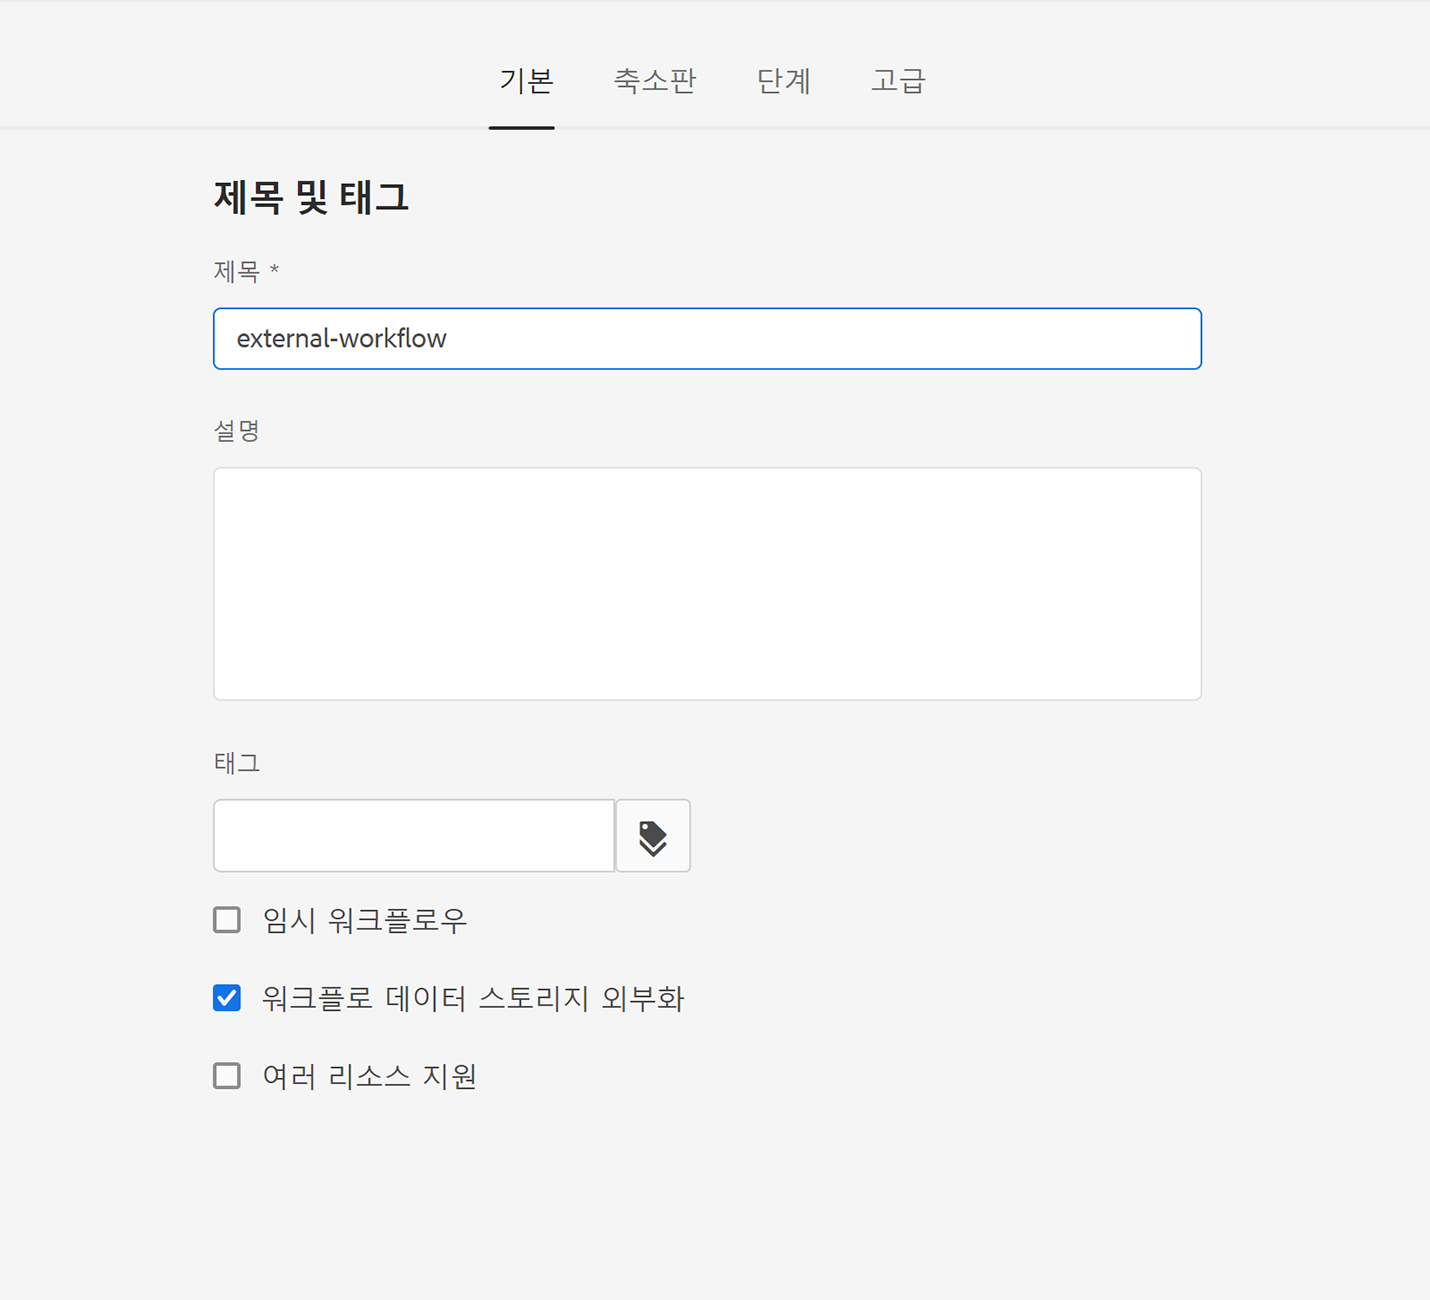 기본 축소판 단계 고급
제목 및 태그
제목 *
external-workflow
설명
태그
임시 워크플로우
워크플로 데이터 스토리지 외부화
여러 리소스 지원